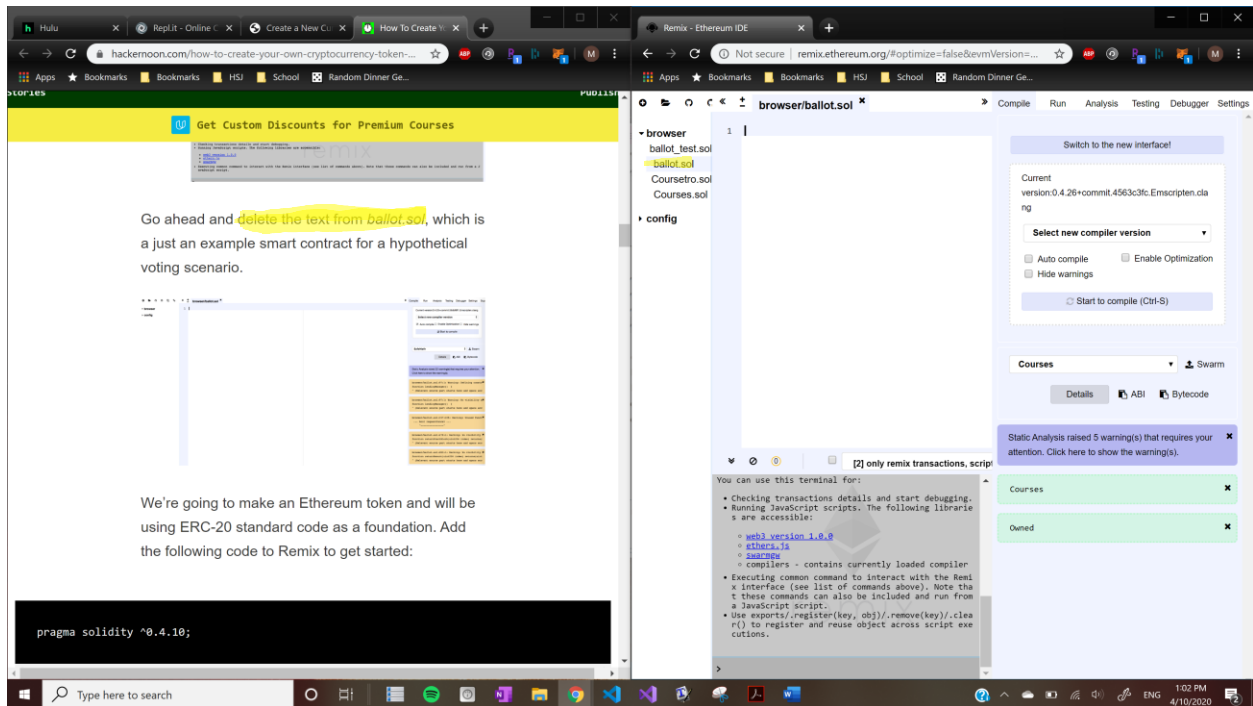 Hulu
Repl.it - Online C
Create a New Cu
How To Create Yo
hackernoon.com/how-to-create-your-own-cryptocurrency-token-...
ABP
M
Apps
Bookmarks
Bookmarks
HSJ
School
Random Dinner Ge...
Stories
Publish
Get Custom Discounts for Premium Courses
remix
Go ahead and delete the text from ballot.sol, which is
a just an example smart contract for a hypothetical
voting scenario.
We're going to make an Ethereum token and will be
using ERC-20 standard code as a foundation. Add
the following code to Remix to get started:
pragma solidity ^0.4.10;
Remix - Ethereum IDE
Not secure | remix.ethereum.org/#optimize=false&evmVersion=...
ABP
M
Apps
Bookmarks
Bookmarks
HSJ
School
Random Dinner Ge...
browser/ballot.sol
Compile Run Analysis Testing Debugger Settings
browser
ballot_test.sol
ballot.sol
Coursetro.sol
Courses.sol
config
1
Switch to the new interface!
Current
version:0.4.26+commit.4563c3fc.Emscripten.cla
ng
Select new compiler version
Auto compile
Enable Optimization
Hide warnings
Start to compile (Ctrl-S)
Courses
Swarm
Details
ABI
Bytecode
Static Analysis raised 5 warning(s) that requires your
attention. Click here to show the warning(s).
Courses
Owned
0
[2] only remix transactions, script
You can use this terminal for:
Checking transactions details and start debugging.
Running JavaScript scripts. The following librarie
s are accessible:
web3 version 1.0.0
ethers.js
swarmgw
compilers - contains currently loaded compiler
Executing common command to interact with the Remi
x interface (see list of commands above). Note tha
t these commands can also be included and run from
a JavaScript script.
Use exports/.register(key, obj)/.remove(key)/.clea
r() to register and reuse object across script exe
cutions.
remix
>
Type here to search
ENG
1:02 PM
4/10/2020
2